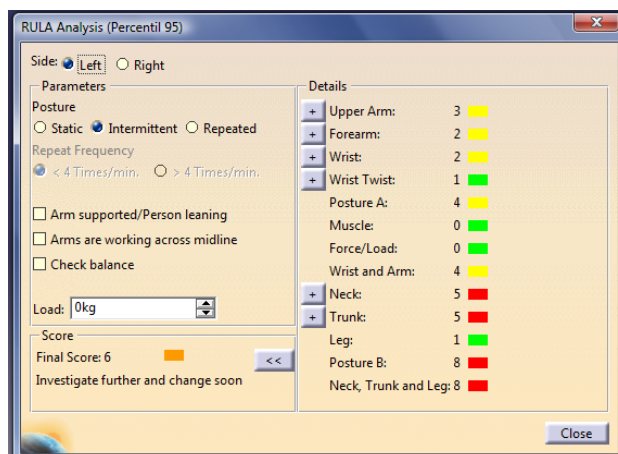 RULA Analysis (Percentil 95)
Side: Left Right
Parameters
Posture
Static Intermittent Repeated
Repeat Frequency
< 4 Times/min. > 4 Times/min.
Arm supported/Person leaning
Arms are working across midline
Check balance
Load: 0kg
Score
Final Score: 6
<<
Investigate further and change soon
Details
+ Upper Arm: 3
+ Forearm: 2
+ Wrist: 2
+ Wrist Twist: 1
Posture A: 4
Muscle: 0
Force/Load: 0
Wrist and Arm: 4
+ Neck: 5
+ Trunk: 5
Leg: 1
Posture B: 8
Neck, Trunk and Leg: 8
Close